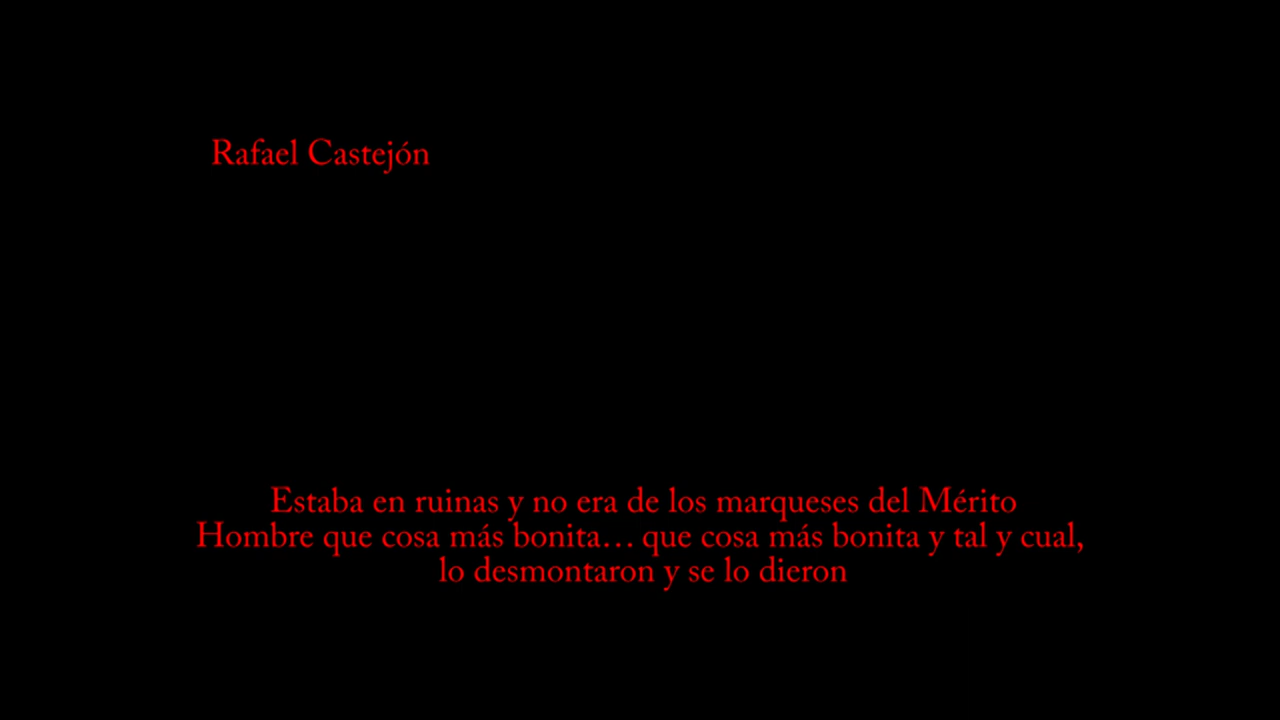 Rafael Castejón
Estaba en ruinas y no era de los marqueses del Mérito
Hombre que cosa más bonita… que cosa más bonita y tal y cual,
lo desmontaron y se lo dieron